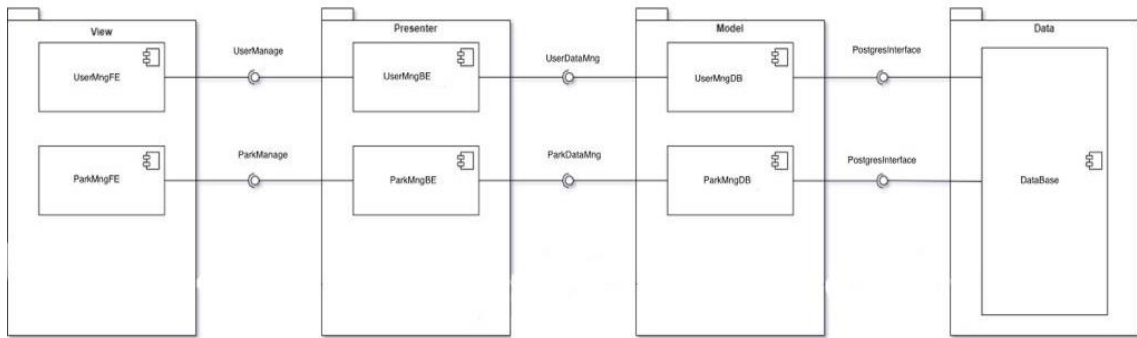 View
Presenter
Model
Data
UserMngFE
UserManage
UserMngBE
UserDataMng
UserMngDB
PostgresInterface
ParkMngFE
ParkManage
ParkMngBE
ParkDataMng
ParkMngDB
PostgresInterface
DataBase